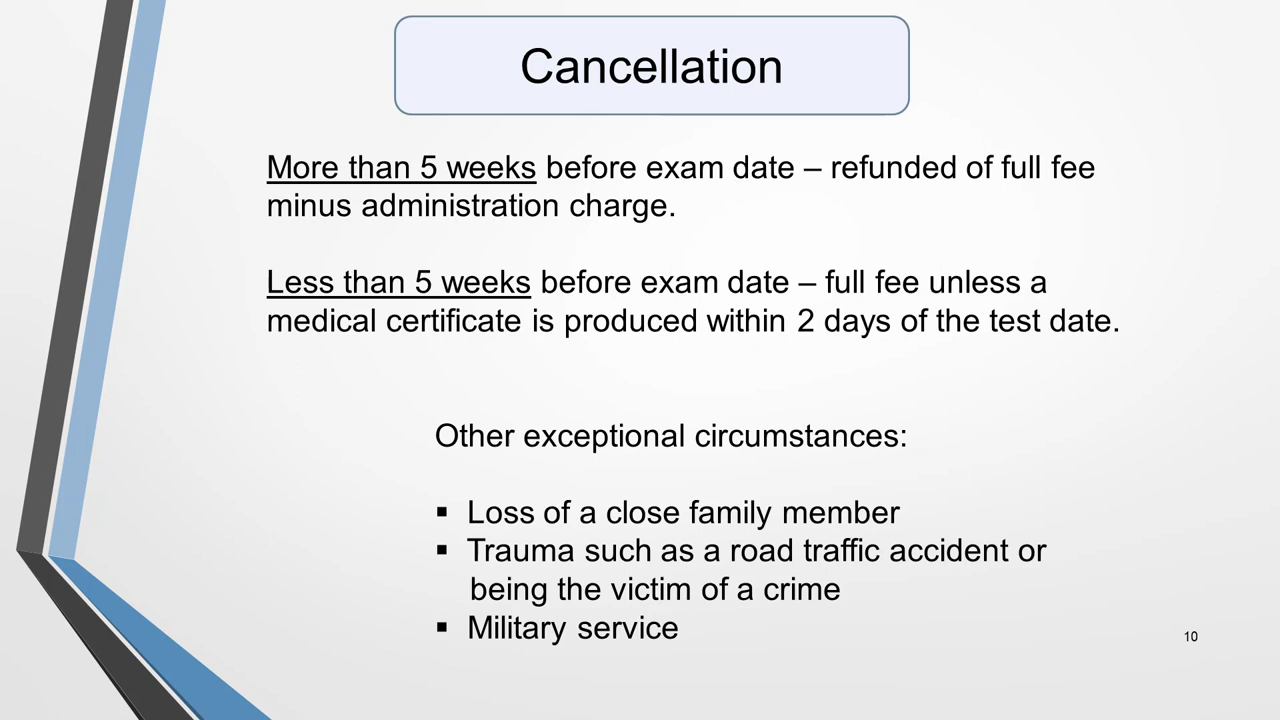 Cancellation
More than 5 weeks before exam date – refunded of full fee
minus administration charge.
Less than 5 weeks before exam date – full fee unless a
medical certificate is produced within 2 days of the test date.
Other exceptional circumstances:
▪ Loss of a close family member
▪ Trauma such as a road traffic accident or
being the victim of a crime
▪ Military service
10